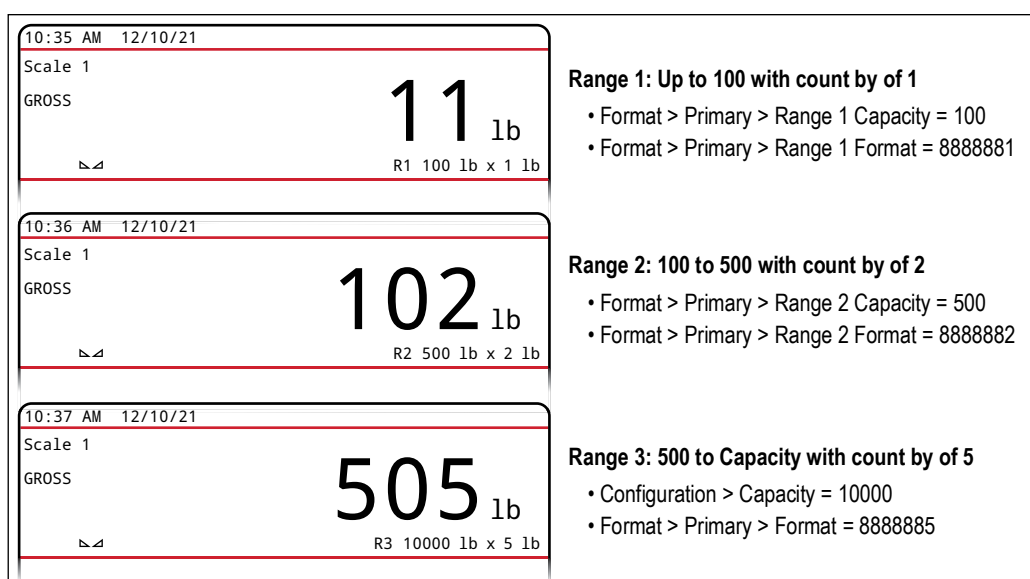 10:35 AM 12/10/21
Scale 1
GROSS
11 lb
R1 100 lb x 1 lb
Range 1: Up to 100 with count by of 1
• Format > Primary > Range 1 Capacity = 100
• Format > Primary > Range 1 Format = 8888881
10:36 AM 12/10/21
Scale 1
GROSS
102 lb
R2 500 lb x 2 lb
Range 2: 100 to 500 with count by of 2
• Format > Primary > Range 2 Capacity = 500
• Format > Primary > Range 2 Format = 8888882
10:37 AM 12/10/21
Scale 1
GROSS
505 lb
R3 10000 lb x 5 lb
Range 3: 500 to Capacity with count by of 5
• Configuration > Capacity = 10000
• Format > Primary > Format = 8888885